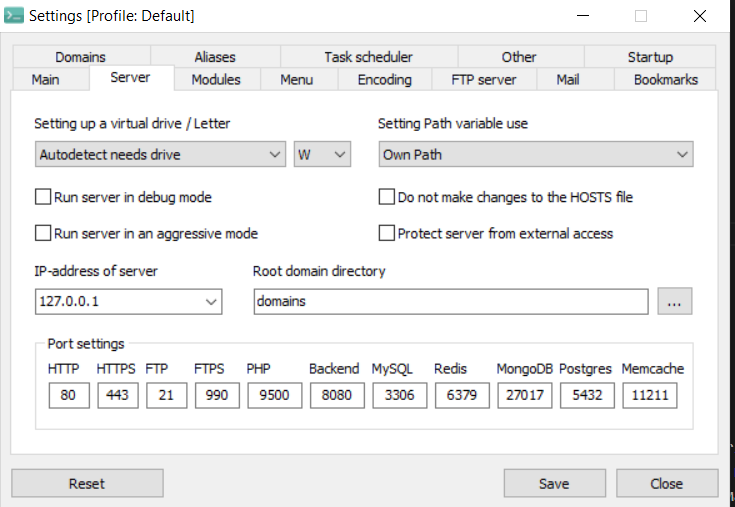 Settings [Profile: Default]
Domains Aliases Task scheduler Other Startup
Main Server Modules Menu Encoding FTP server Mail Bookmarks
Setting up a virtual drive / Letter Setting Path variable use
Autodetect needs drive W Own Path
Run server in debug mode Do not make changes to the HOSTS file
Run server in an aggressive mode Protect server from external access
IP-address of server Root domain directory
127.0.0.1 domains ...
Port settings
HTTP HTTPS FTP FTPS PHP Backend MySQL Redis MongoDB Postgres Memcache
80 443 21 990 9500 8080 3306 6379 27017 5432 11211
Reset Save Close